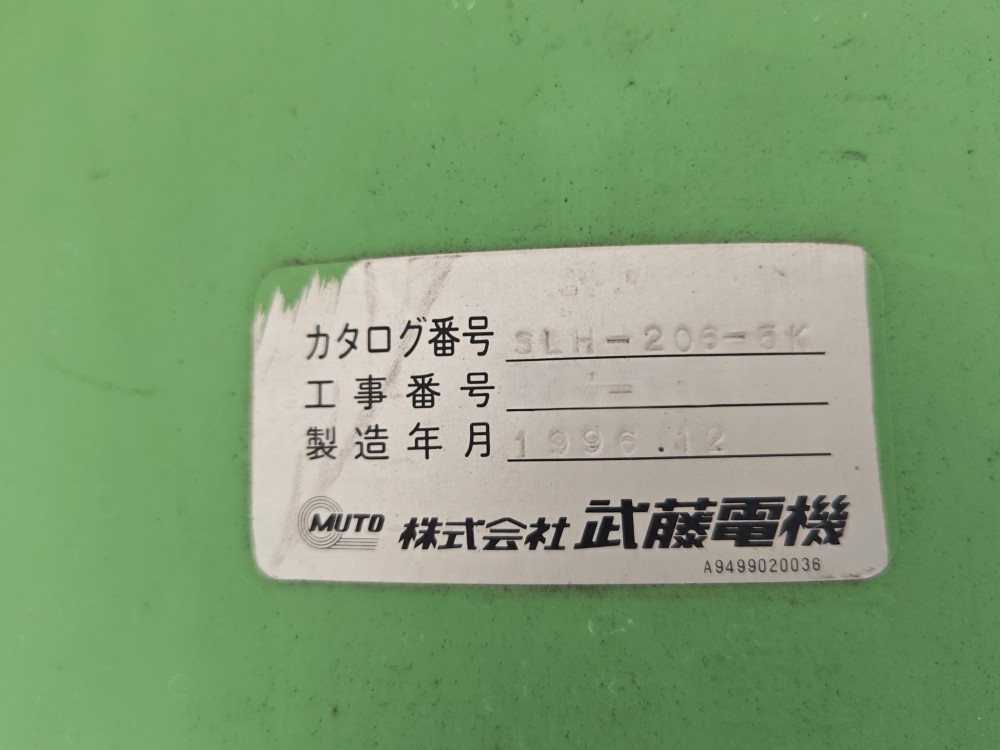 カタログ番号 SLH-206-3K
工事番号 -
製造年月 1996.12
MUTO 株式会社 武藤電機
A9499020036